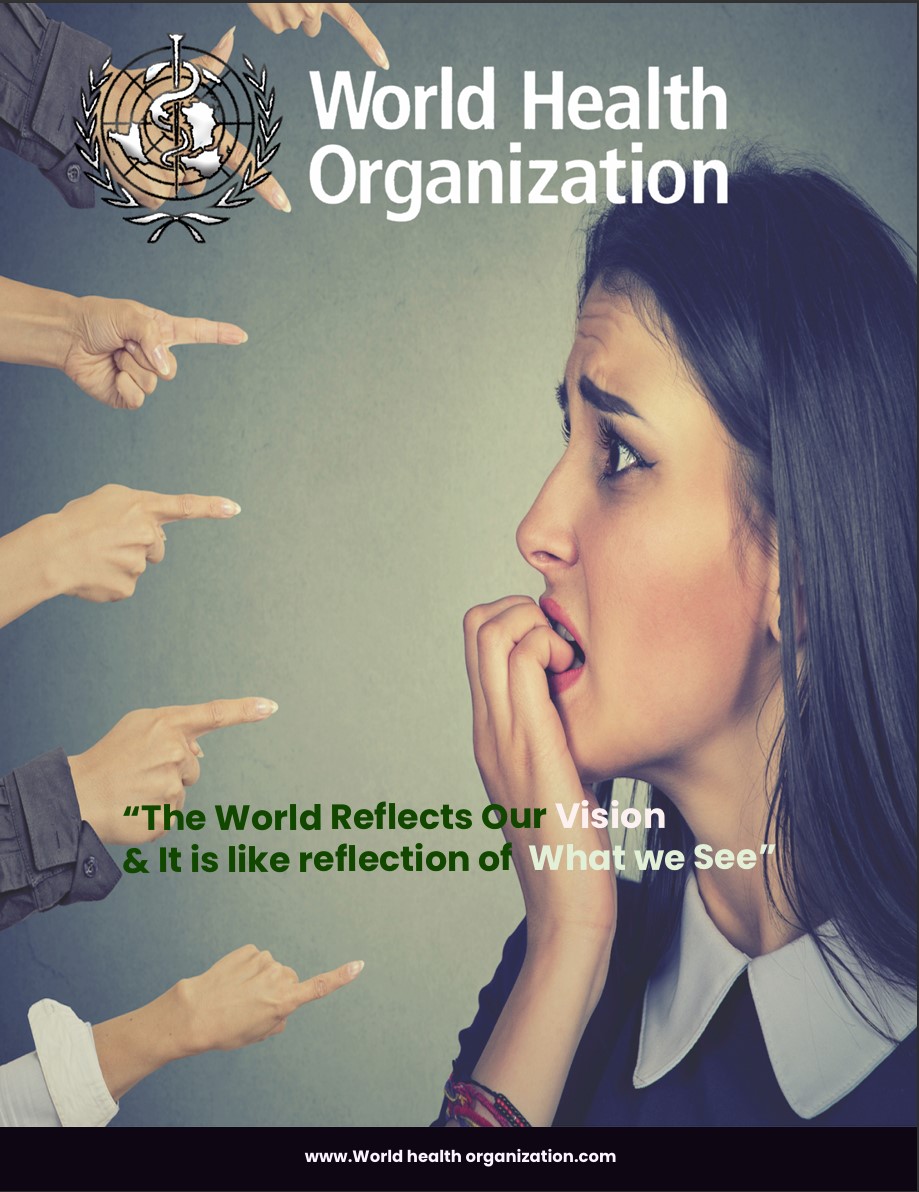 World Health
Organization
“The World Reflects Our Vision
& It is like reflection of What we See”
www.World health organization.com